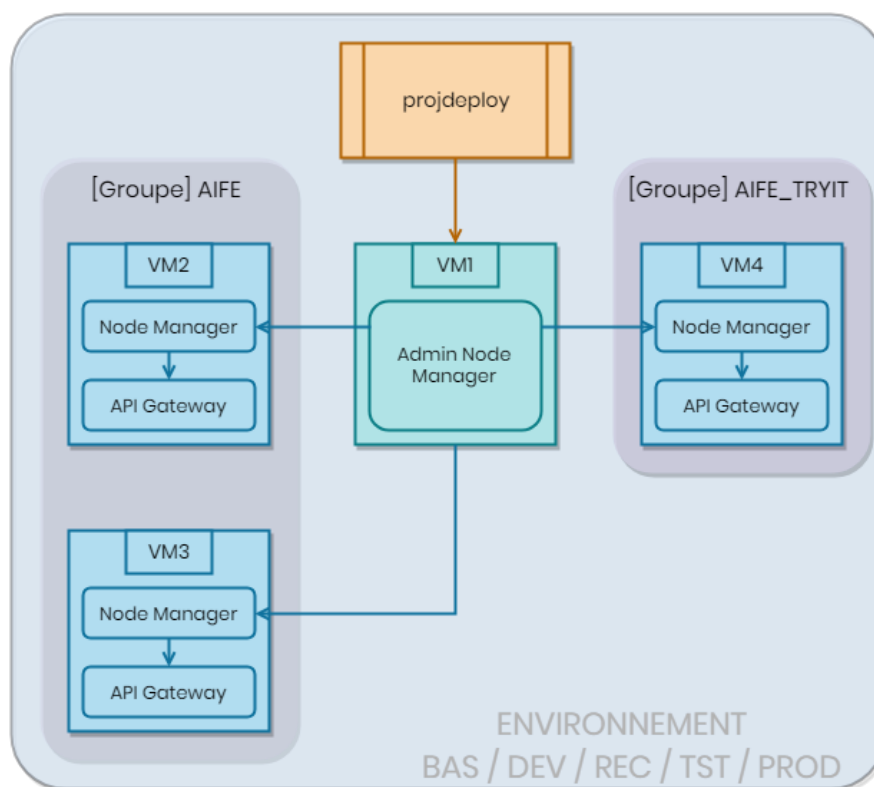 projdeploy
[Groupe] AIFE
[Groupe] AIFE_TRYIT
VM2
Node Manager
API Gateway
VM1
Admin Node
Manager
VM4
Node Manager
API Gateway
VM3
Node Manager
API Gateway
ENVIRONNEMENT
BAS / DEV / REC / TST / PROD